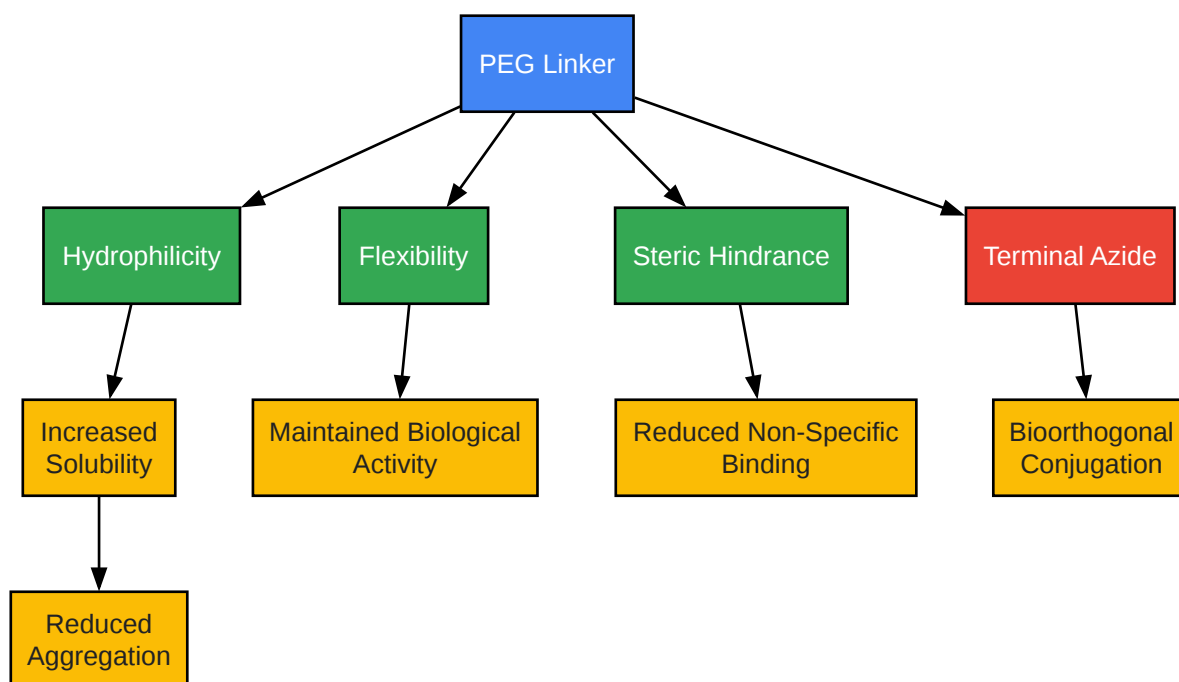 PEG Linker
Hydrophilicity
Flexibility
Steric Hindrance
Terminal Azide
Increased
Solubility
Maintained Biological
Activity
Reduced Non-Specific
Binding
Bioorthogonal
Conjugation
Reduced
Aggregation